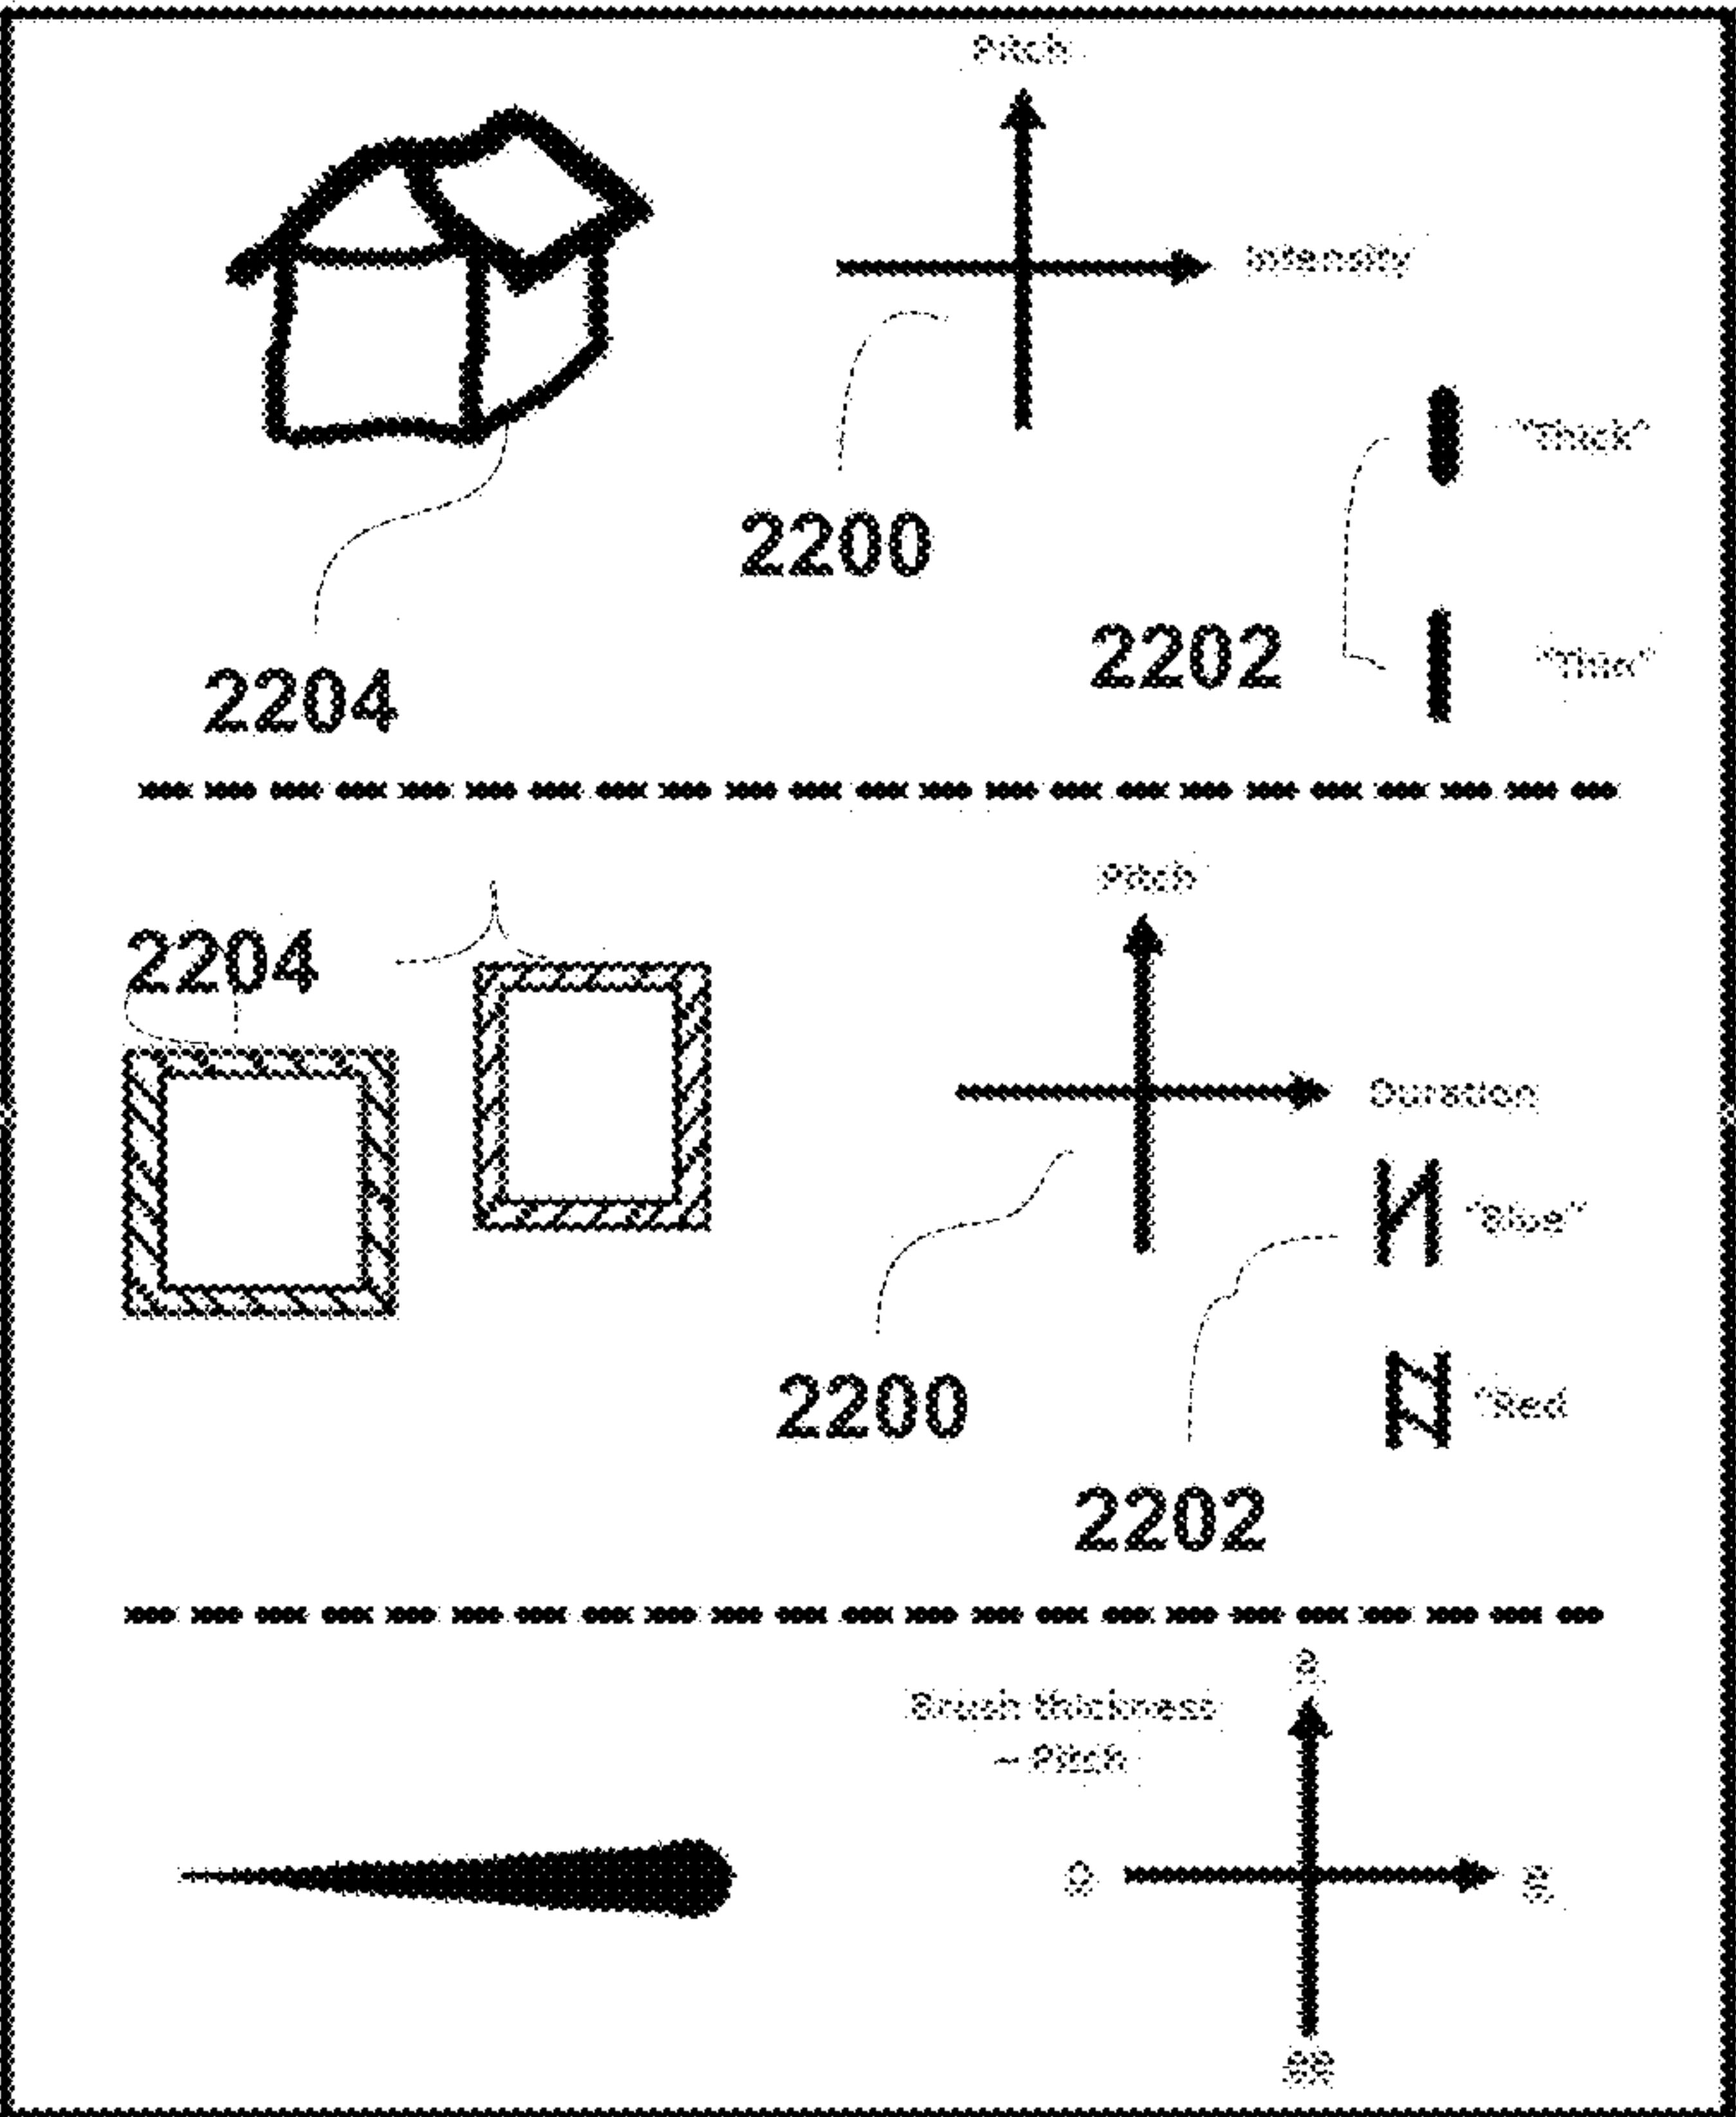 Pitch
Intensity
"Thick"
2200
2202
"Thin"
2204
Pitch
2204
Duration
"Blue"
2200
"Red
2202
Brush thickness
~ Pitch